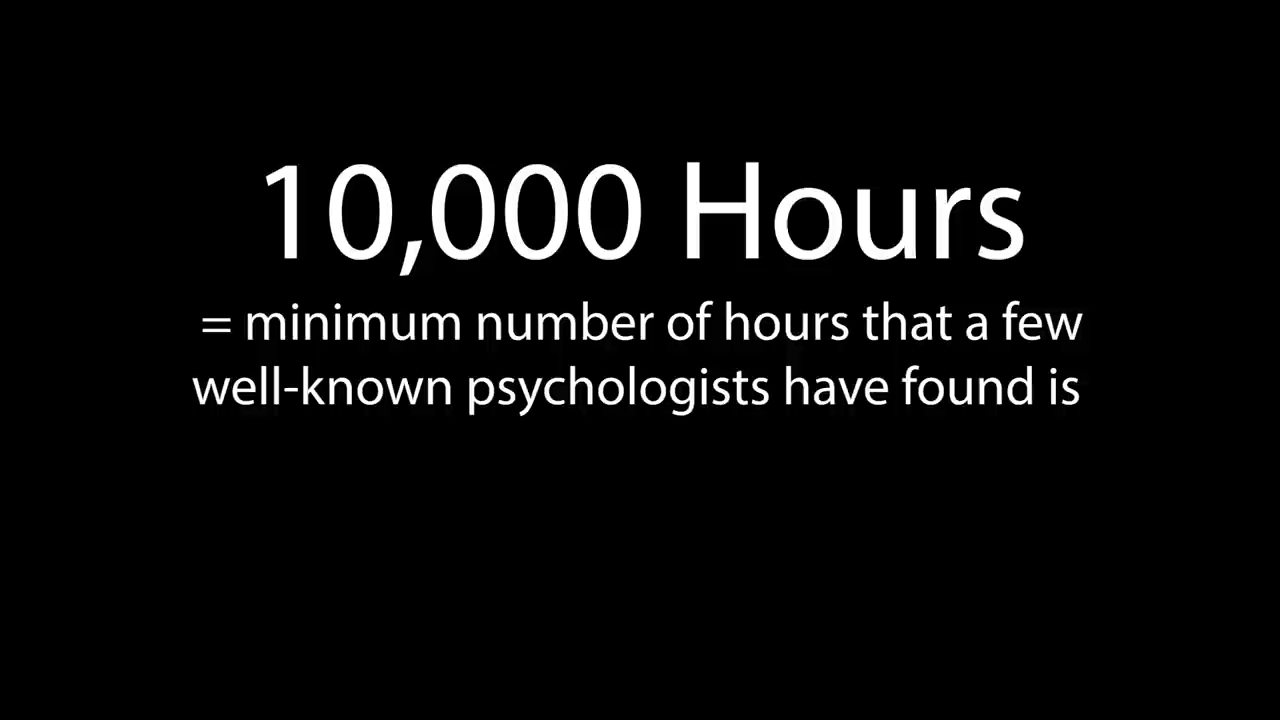 10,000 Hours
= minimum number of hours that a few
well-known psychologists have found is